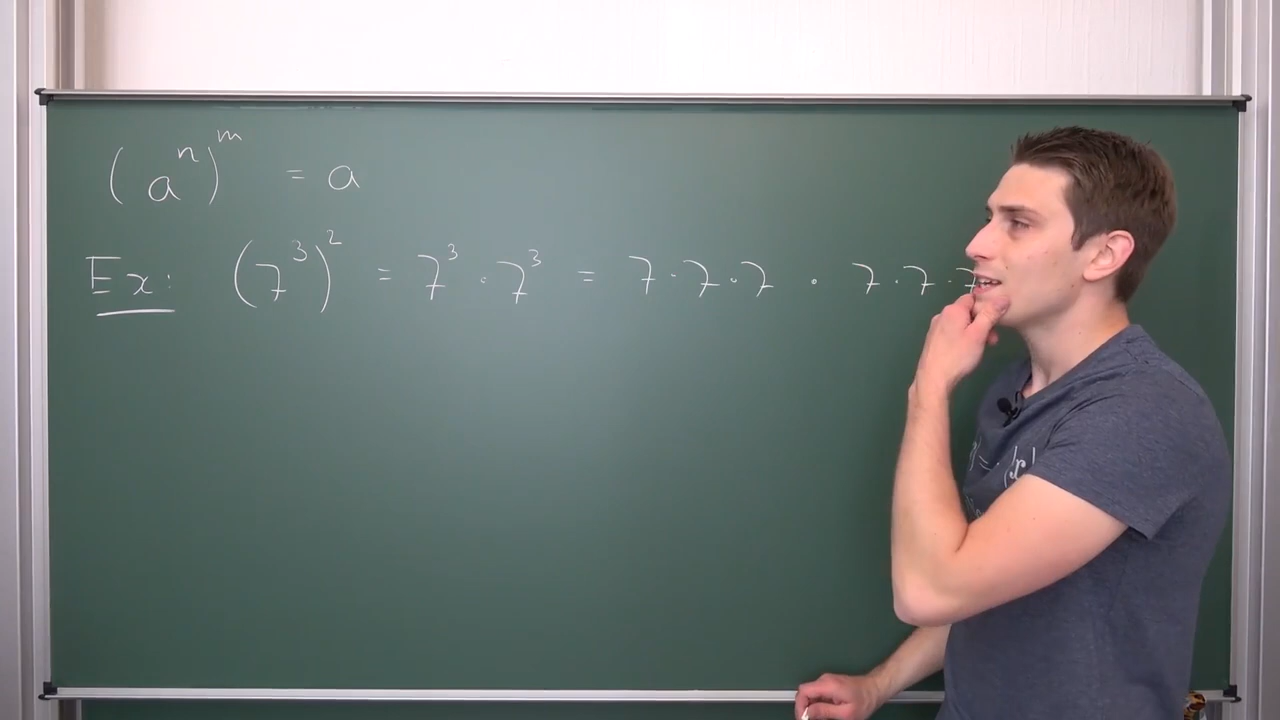 (aⁿ)ᵐ = a
Ex: (7³)² = 7³ · 7³ = 7·7·7 · 7·7·7